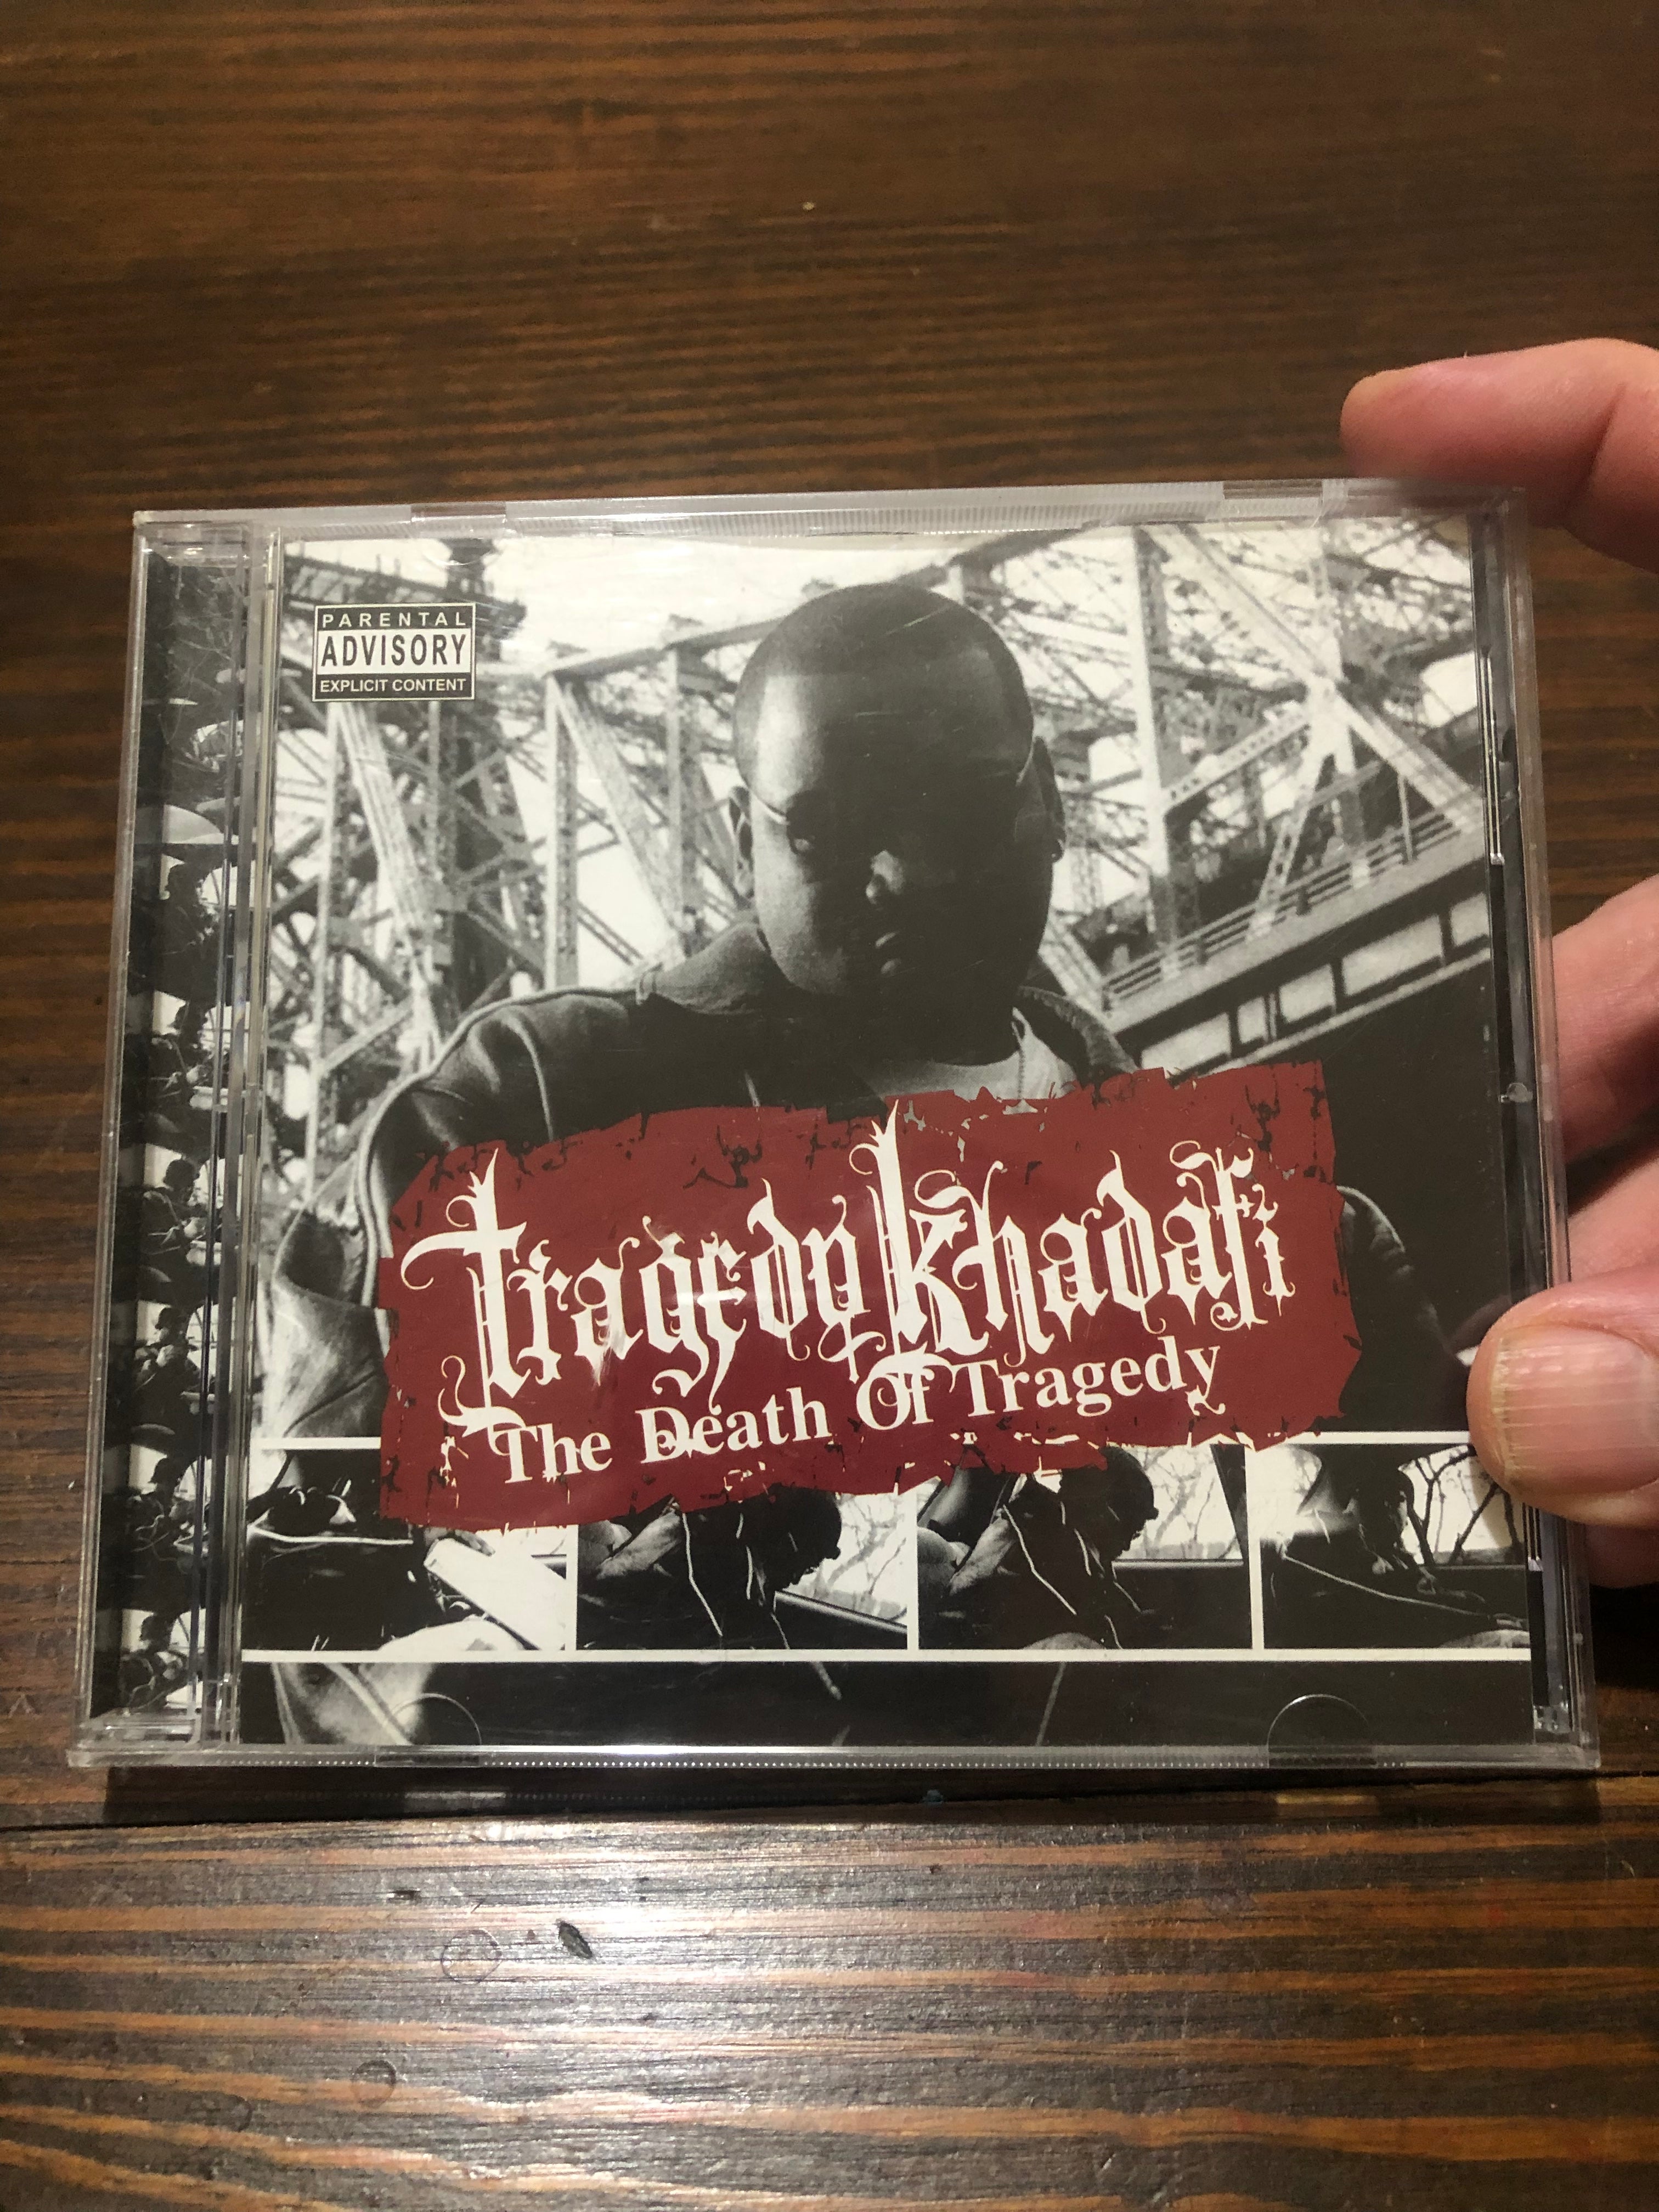 PARENTAL
ADVISORY
EXPLICIT CONTENT
tragedy khadafi
The Death Of Tragedy